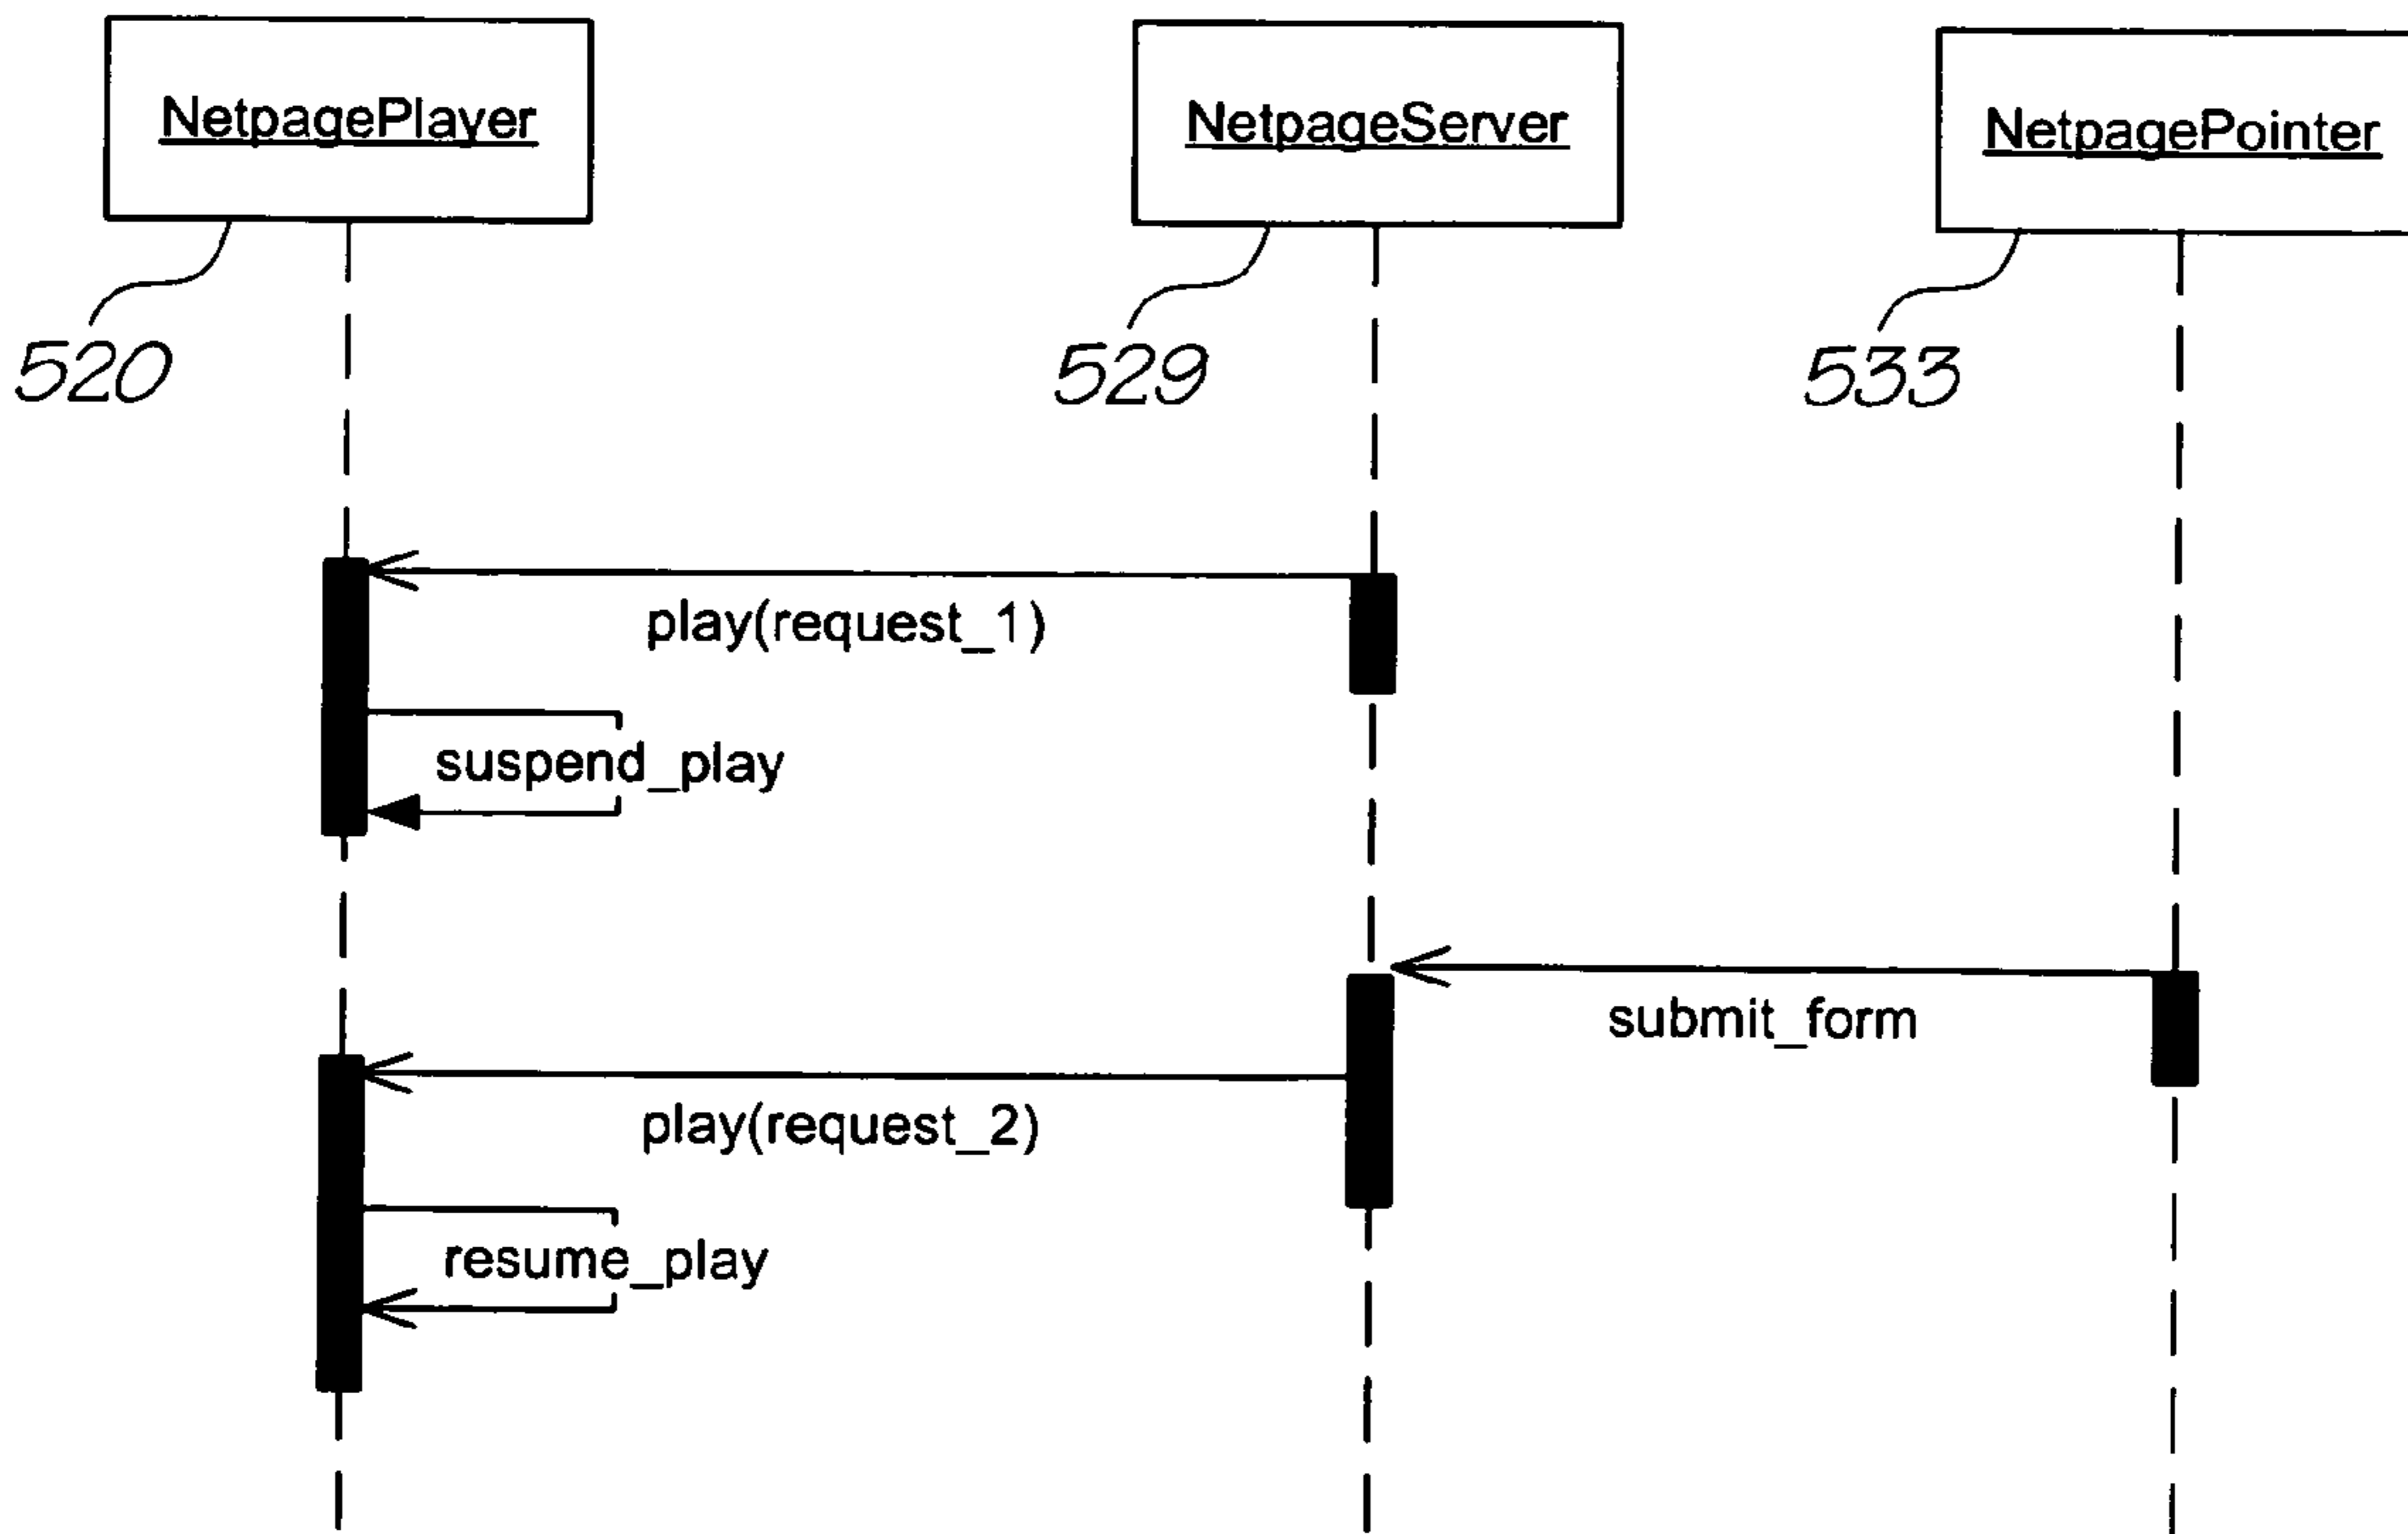 NetpagePlayer
NetpageServer
NetpagePointer
520
529
533
play(request_1)
suspend_play
submit_form
play(request_2)
resume_play